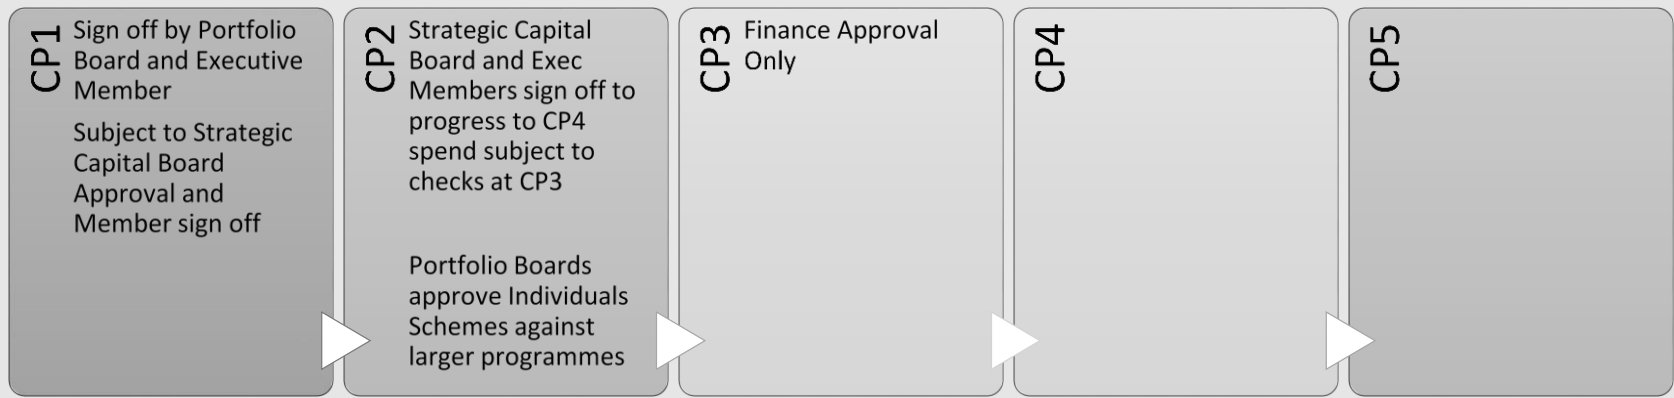 CP1
Sign off by Portfolio
Board and Executive
Member
Subject to Strategic
Capital Board
Approval and
Member sign off
CP2
Strategic Capital
Board and Exec
Members sign off to
progress to CP4
spend subject to
checks at CP3
Portfolio Boards
approve Individuals
Schemes against
larger programmes
CP3
Finance Approval
Only
CP4
CP5